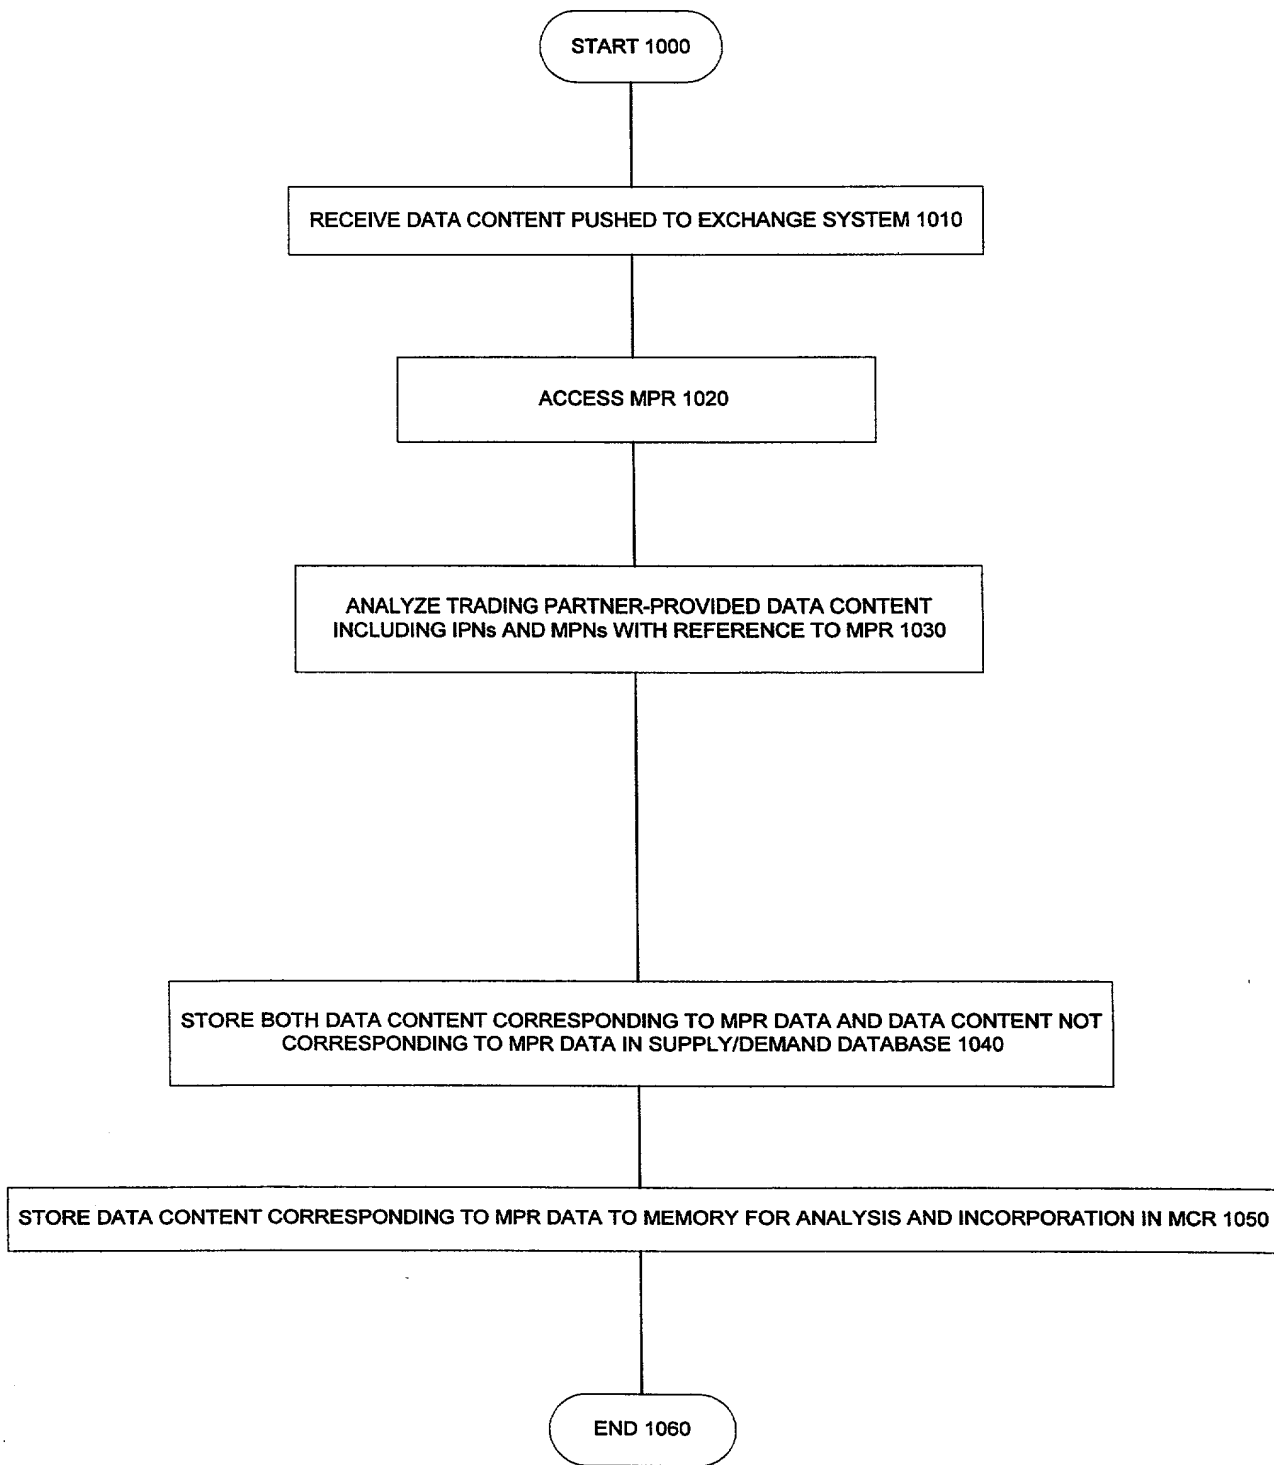 START 1000
RECEIVE DATA CONTENT PUSHED TO EXCHANGE SYSTEM 1010
ACCESS MPR 1020
ANALYZE TRADING PARTNER-PROVIDED DATA CONTENT
INCLUDING IPNs AND MPNs WITH REFERENCE TO MPR 1030
STORE BOTH DATA CONTENT CORRESPONDING TO MPR DATA AND DATA CONTENT NOT
CORRESPONDING TO MPR DATA IN SUPPLY/DEMAND DATABASE 1040
STORE DATA CONTENT CORRESPONDING TO MPR DATA TO MEMORY FOR ANALYSIS AND INCORPORATION IN MCR 1050
END 1060